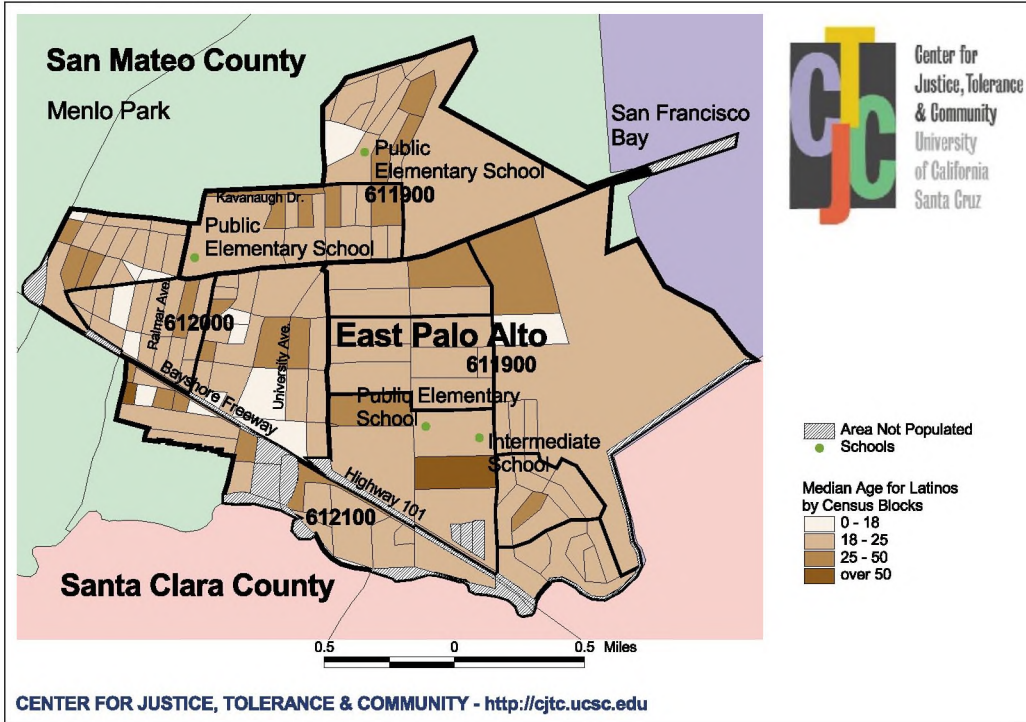 San Mateo County
Menlo Park
San Francisco
Bay
Public
Elementary School
611900
Kavanaugh Dr.
Public
Elementary School
Ralmar Ave.
612000
University Ave.
East Palo Alto
611900
Bayshore Freeway
Public Elementary
School
Intermediate
School
Highway 101
612100
Santa Clara County
CTJC
Center for
Justice, Tolerance
& Community
University
of California
Santa Cruz
Area Not Populated
Schools
Median Age for Latinos
by Census Blocks
0 - 18
18 - 25
25 - 50
over 50
0.5 0 0.5 Miles
CENTER FOR JUSTICE, TOLERANCE & COMMUNITY - http://cjtc.ucsc.edu